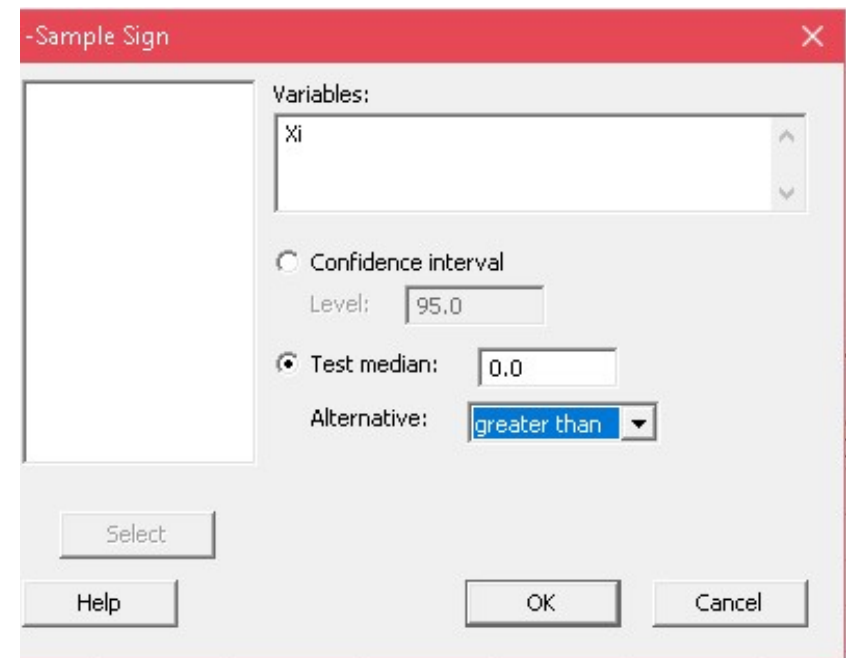 -Sample Sign
Variables:
Xi
Confidence interval
Level: 95.0
Test median: 0.0
Alternative: greater than
Select
Help OK Cancel